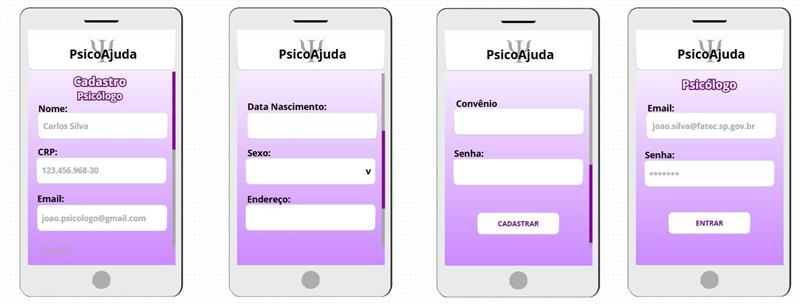 PsicoAjuda
Cadastro
Psicólogo
Nome:
Carlos Silva
CRP:
123.456.968-30
Email:
joao.psicologo@gmail.com
PsicoAjuda
Data Nascimento:
Sexo:
v
Endereço:
PsicoAjuda
Convênio
Senha:
CADASTRAR
PsicoAjuda
Psicólogo
Email:
joao.silva@fatec.sp.gov.br
Senha:
*******
ENTRAR